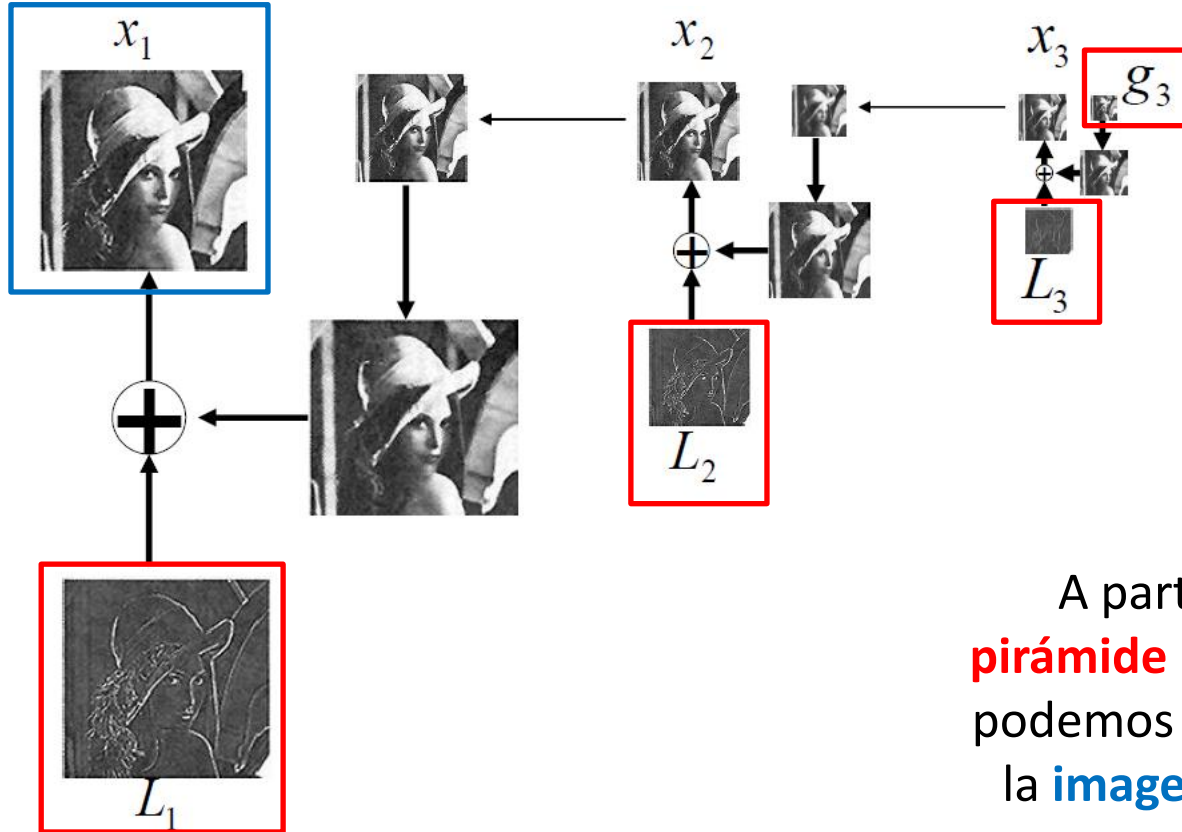 x₁
x₂
x₃
g₃
L₃
L₂
L₁
A part
pirámide
podemos
la image